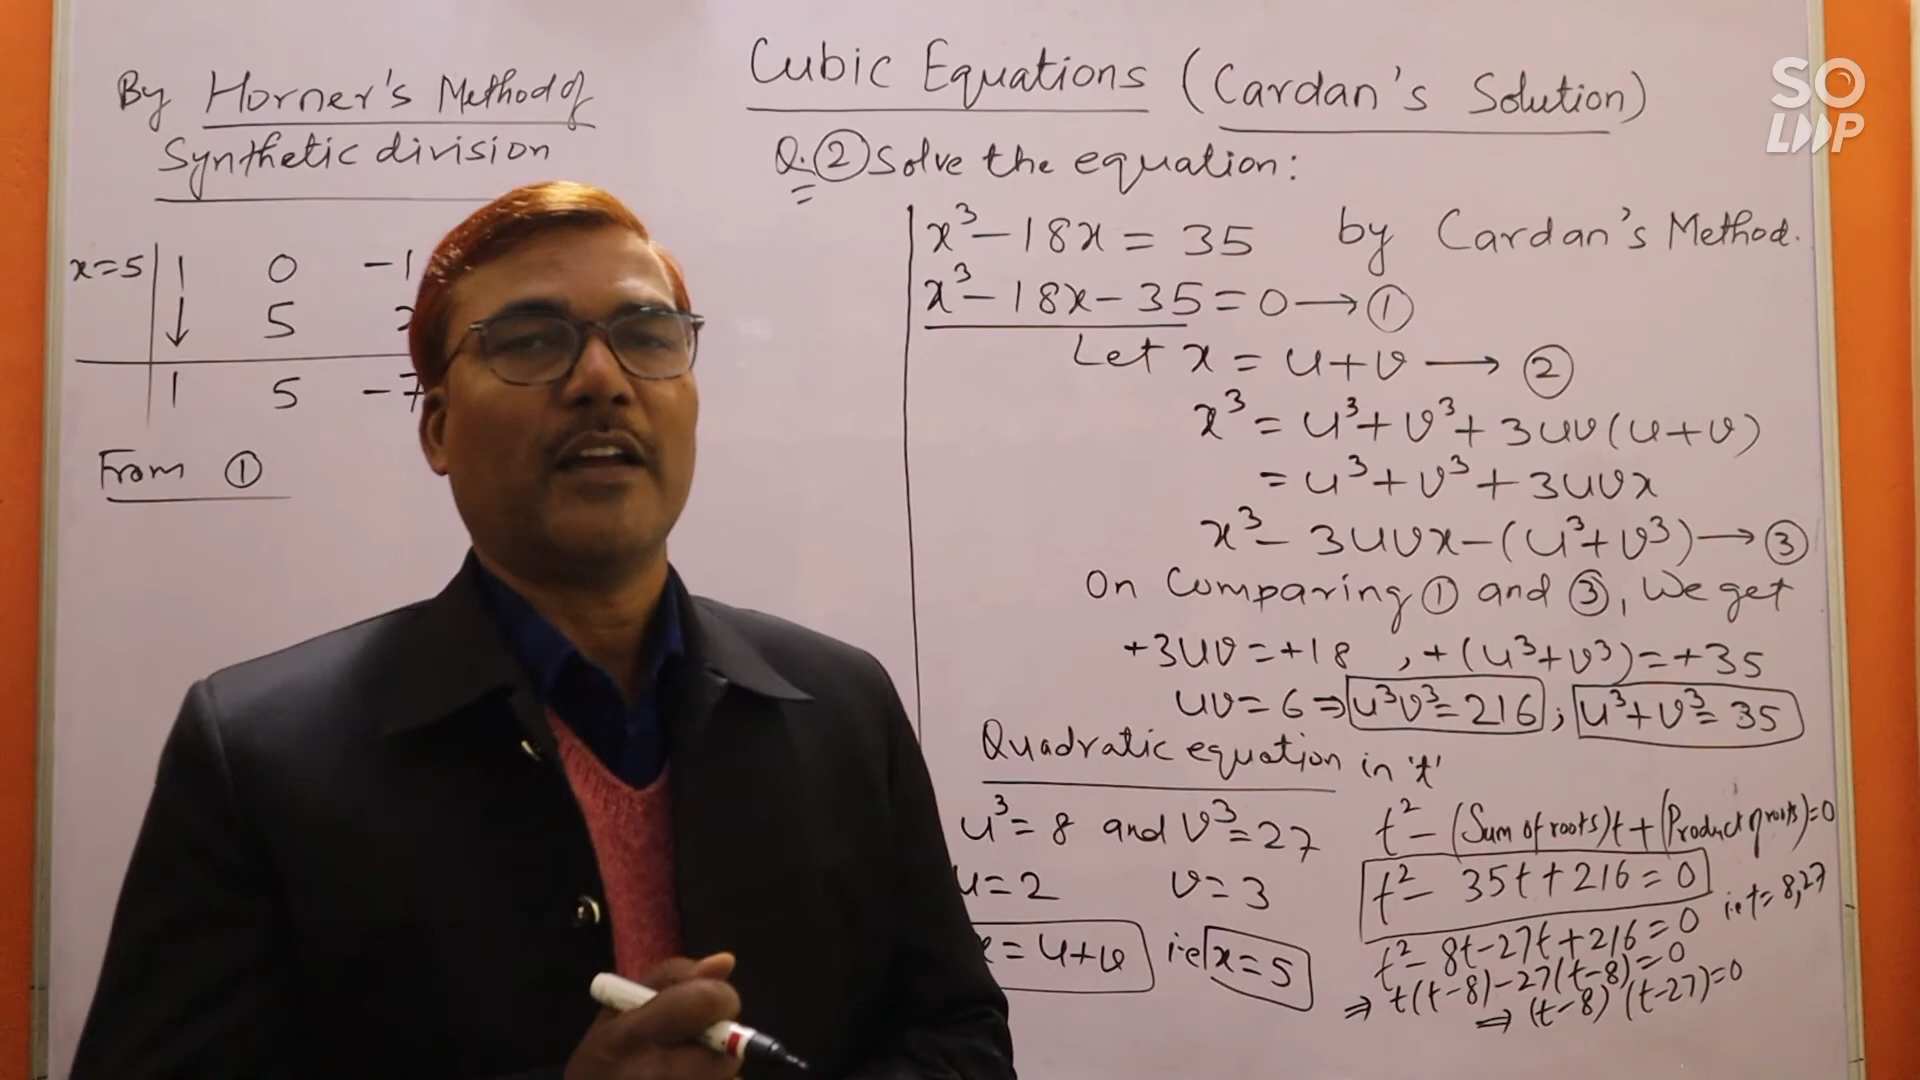 By Horner's Method of
Synthetic division
x=5 | 1 0 -1
↓ 5
1 5 -7
From ①
Cubic Equations (Cardan's Solution)
Q.② Solve the equation:
x³-18x = 35 by Cardan's Method.
x³-18x-35=0 → ①
Let x = u+v → ②
x³ = u³+v³+3uv(u+v)
= u³+v³+3uvx
x³-3uvx-(u³+v³) → ③
On Comparing ① and ③, We get
+3uv=+18 , +(u³+v³)=+35
uv=6 ⇒ u³v³=216 ; u³+v³=35
Quadratic equation in 't'
u³=8 and v³=27
u=2 v=3
x=u+v i.e x=5
t²-(Sum of roots)t+(Product of roots)=0
t²-35t+216=0
i.e t=8,27
t²-8t-27t+216=0
⇒ t(t-8)-27(t-8)=0
⇒ (t-8)(t-27)=0
SO
LOOP